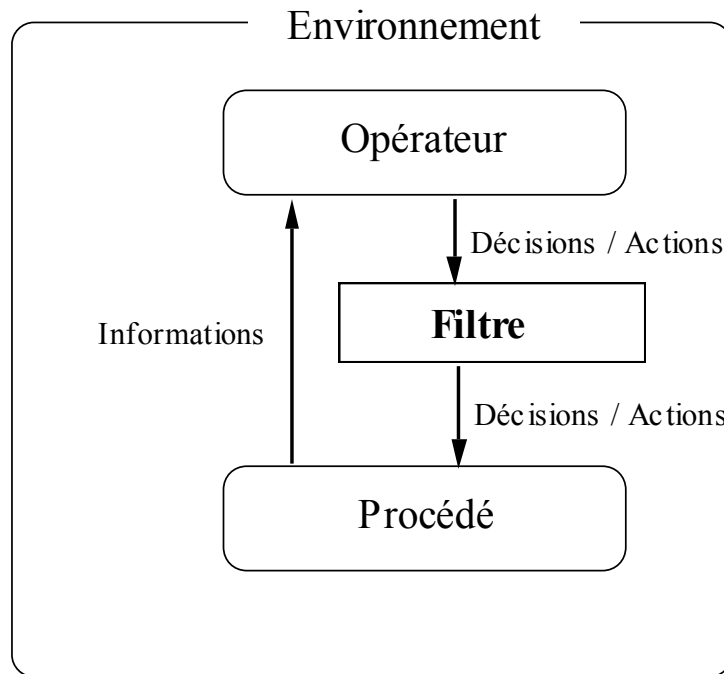 Environnement
Opérateur
Décisions / Actions
Informations
Filtre
Décisions / Actions
Procédé